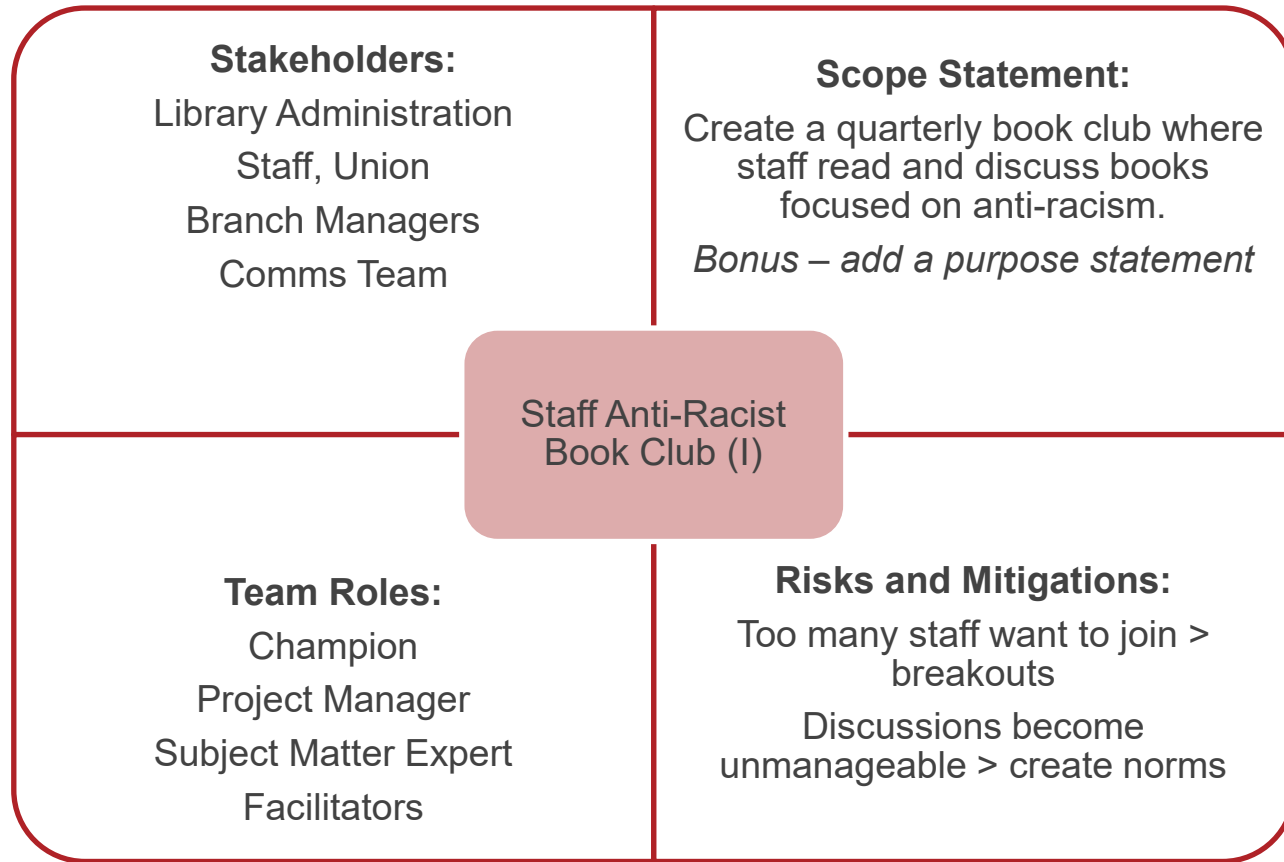 Stakeholders:
Library Administration
Staff, Union
Branch Managers
Comms Team
Scope Statement:
Create a quarterly book club where
staff read and discuss books
focused on anti-racism.
Bonus – add a purpose statement
Staff Anti-Racist
Book Club (I)
Team Roles:
Champion
Project Manager
Subject Matter Expert
Facilitators
Risks and Mitigations:
Too many staff want to join >
breakouts
Discussions become
unmanageable > create norms